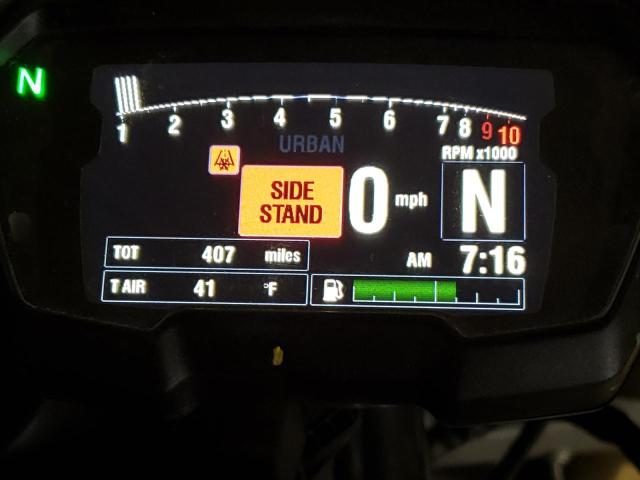 N
1 2 3 4 5 6 7 8 9 10
URBAN
RPM x1000
SIDE
STAND
0 mph
N
TOT 407 miles
AM 7:16
T AIR 41 °F